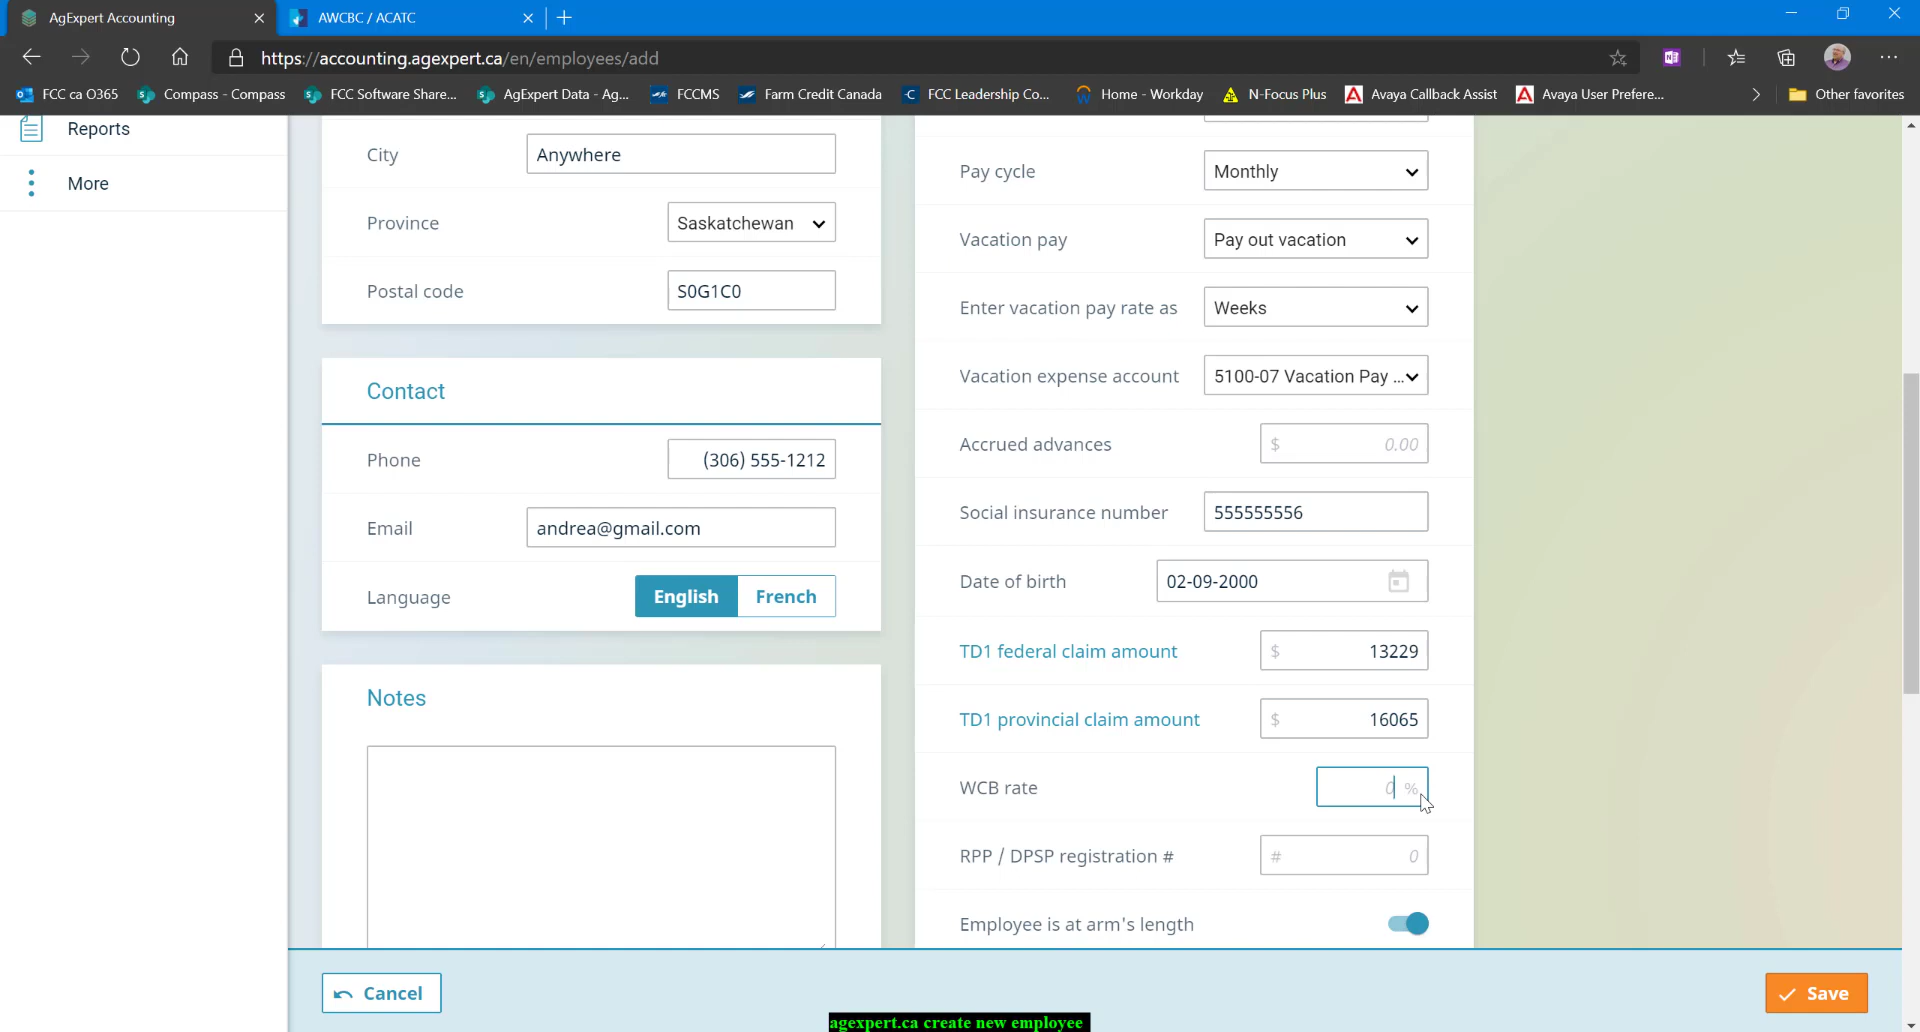 AgExpert Accounting
AWCBC / ACATC
https://accounting.agexpert.ca/en/employees/add
FCC ca O365
Compass - Compass
FCC Software Share...
AgExpert Data - Ag...
FCCMS
Farm Credit Canada
FCC Leadership Co...
Home - Workday
N-Focus Plus
Avaya Callback Assist
Avaya User Prefere...
Other favorites
Reports
More
City
Anywhere
Province
Saskatchewan
Postal code
S0G1C0
Contact
Phone
(306) 555-1212
Email
andrea@gmail.com
Language
English
French
Notes
Pay cycle
Monthly
Vacation pay
Pay out vacation
Enter vacation pay rate as
Weeks
Vacation expense account
5100-07 Vacation Pay ...
Accrued advances
$ 0.00
Social insurance number
555555556
Date of birth
02-09-2000
TD1 federal claim amount
$ 13229
TD1 provincial claim amount
$ 16065
WCB rate
0 %
RPP / DPSP registration #
# 0
Employee is at arm's length
Cancel
Save
agexpert.ca create new employee